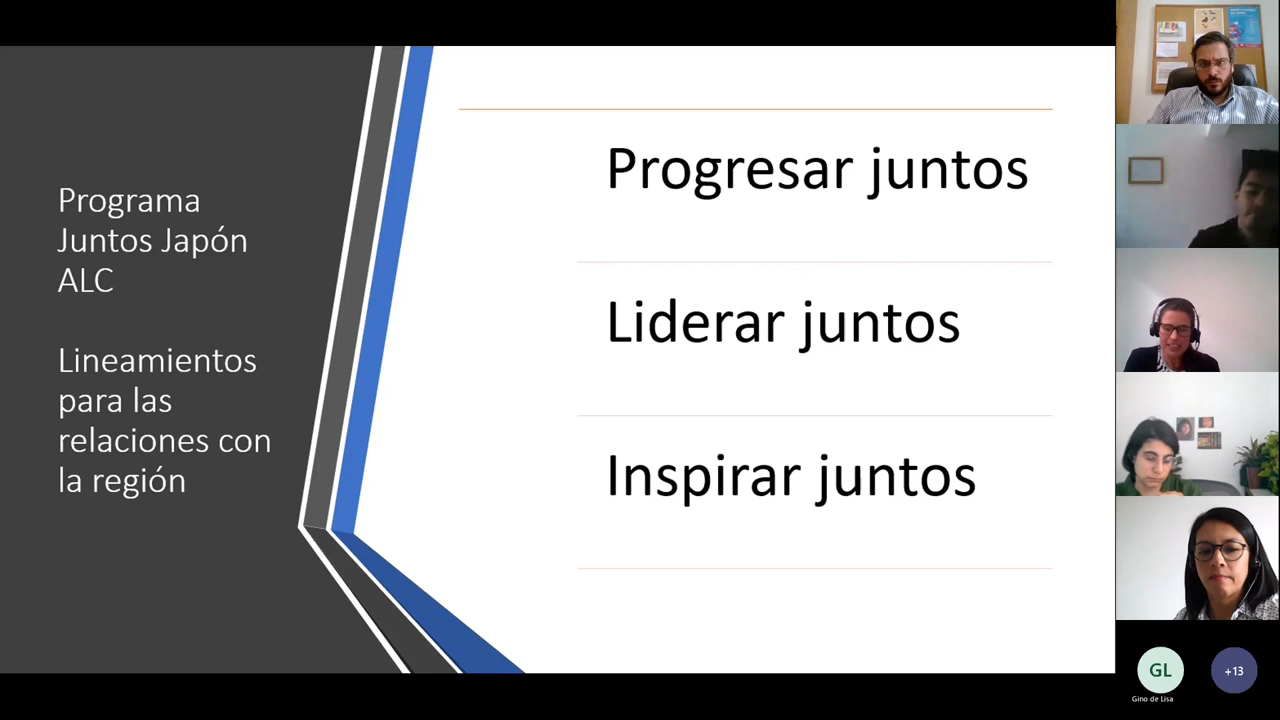 Programa
Juntos Japón
ALC
Lineamientos
para las
relaciones con
la región
Progresar juntos
Liderar juntos
Inspirar juntos
GL
+13
Gino de Lisa